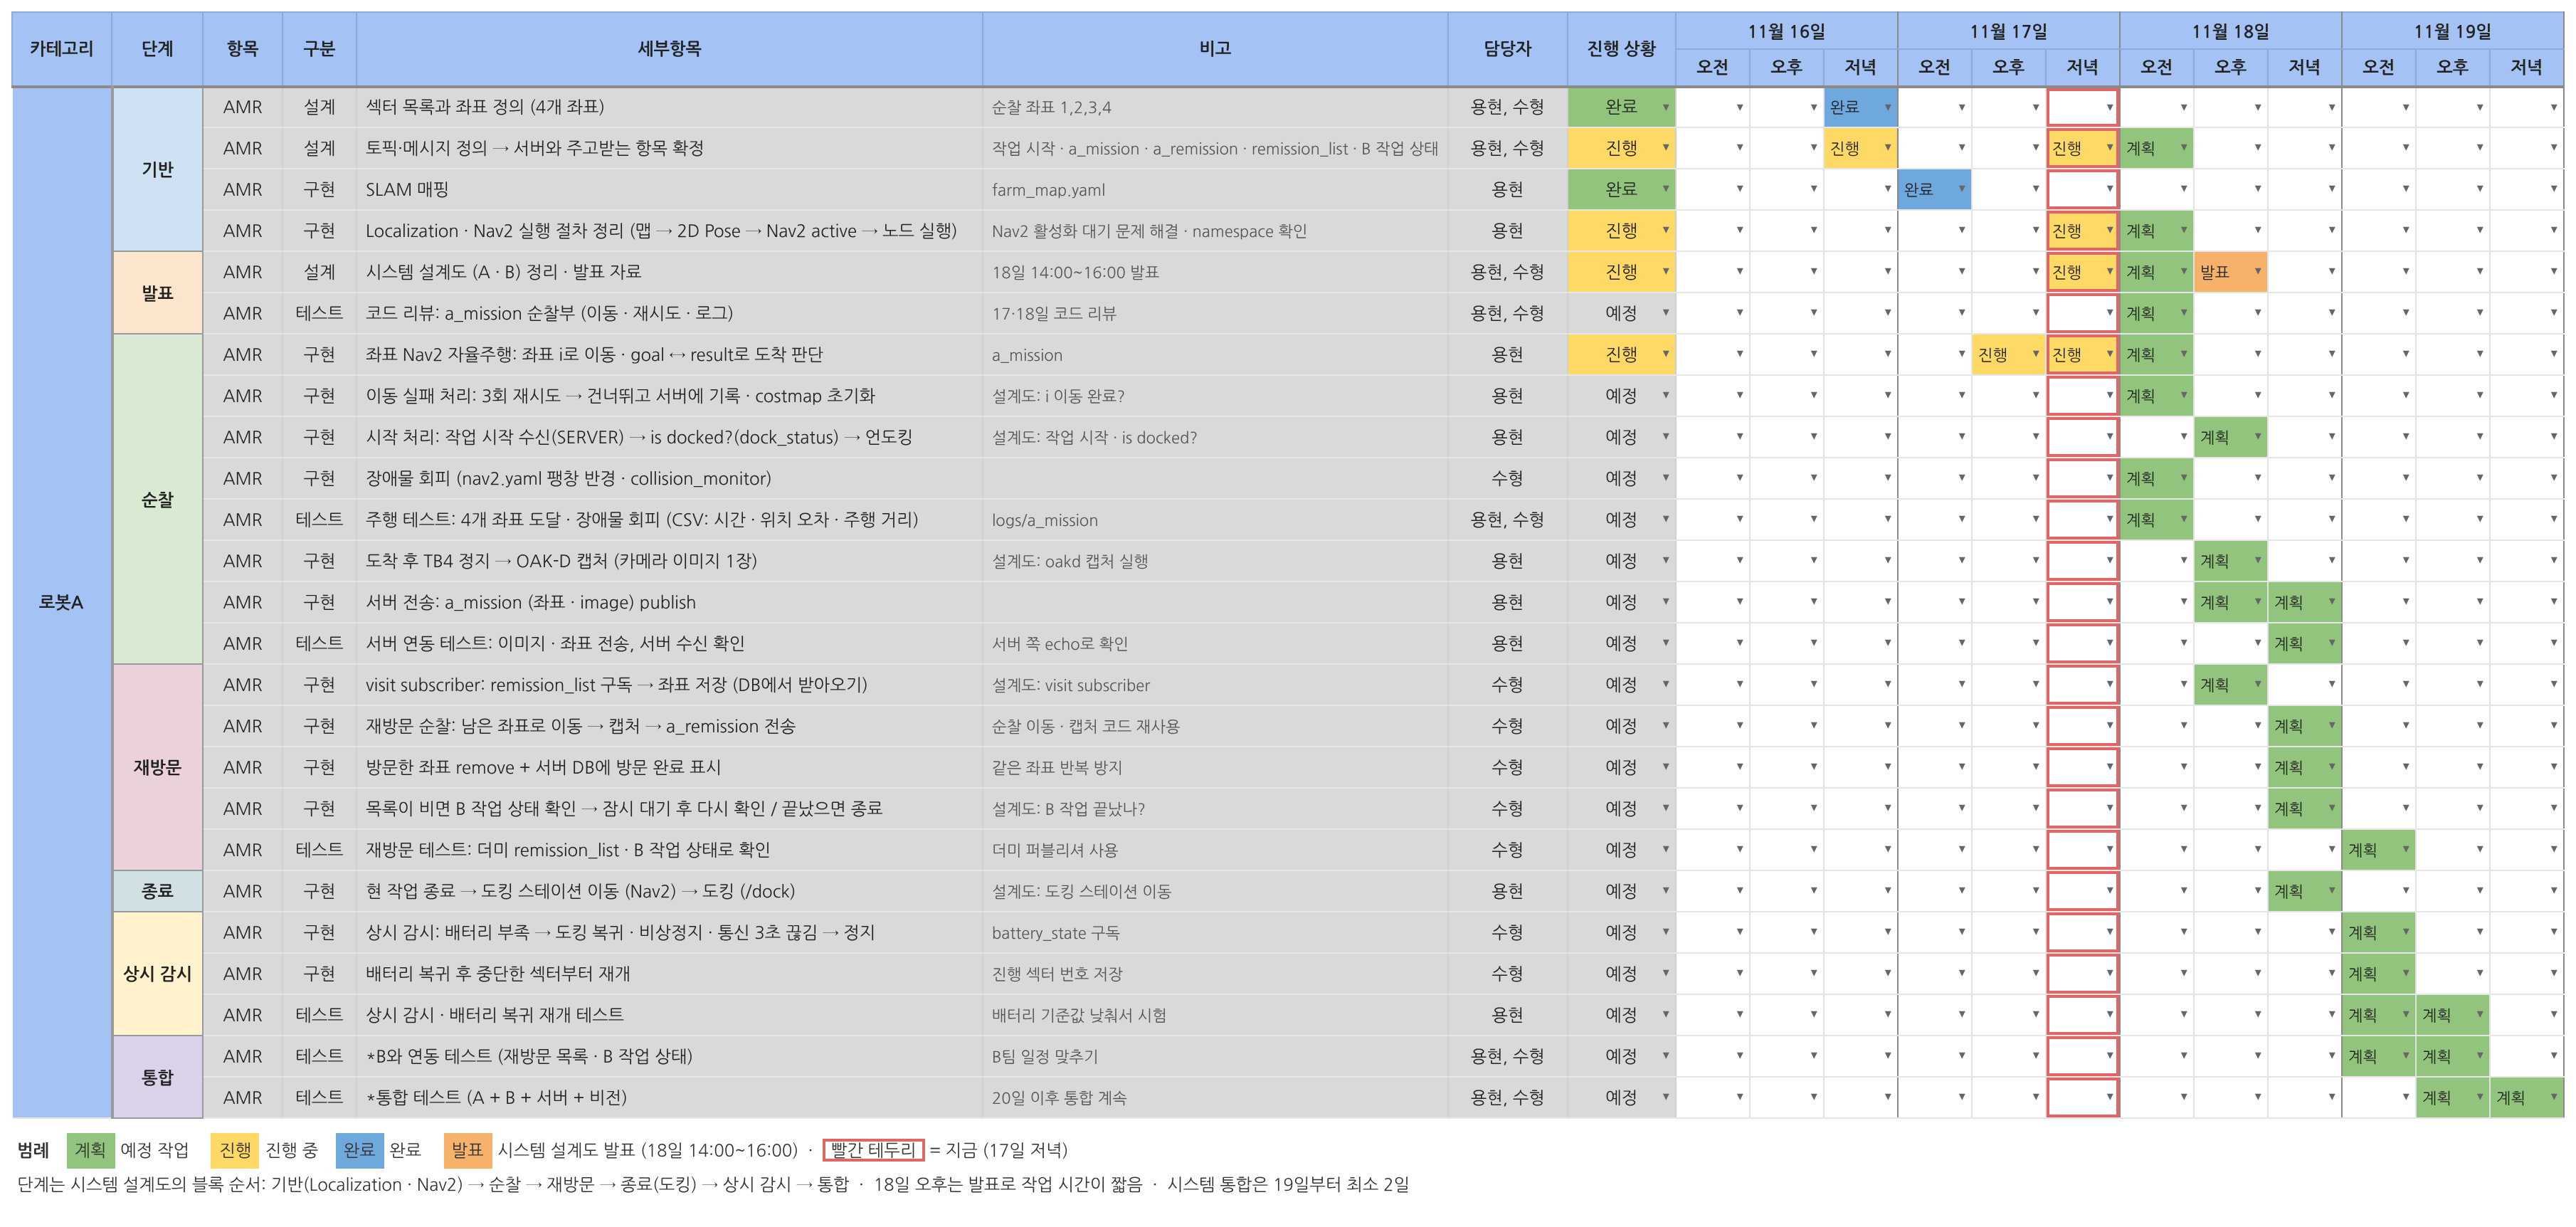 카테고리 단계 항목 구분 세부항목 비고 담당자 진행 상황 11월 16일 11월 17일 11월 18일 11월 19일
오전 오후 저녁 오전 오후 저녁 오전 오후 저녁 오전 오후 저녁
로봇A
기반
AMR 설계 섹터 목록과 좌표 정의 (4개 좌표) 순찰 좌표 1,2,3,4 용현, 수형 완료 완료
AMR 설계 토픽·메시지 정의 → 서버와 주고받는 항목 확정 작업 시작 · a_mission · a_remission · remission_list · B 작업 상태 용현, 수형 진행 진행 진행 계획
AMR 구현 SLAM 매핑 farm_map.yaml 용현 완료 완료
AMR 구현 Localization · Nav2 실행 절차 정리 (맵 → 2D Pose → Nav2 active → 노드 실행) Nav2 활성화 대기 문제 해결 · namespace 확인 용현 진행 진행 계획
발표
AMR 설계 시스템 설계도 (A · B) 정리 · 발표 자료 18일 14:00~16:00 발표 용현, 수형 진행 진행 계획 발표
AMR 테스트 코드 리뷰: a_mission 순찰부 (이동 · 재시도 · 로그) 17·18일 코드 리뷰 용현, 수형 예정 계획
순찰
AMR 구현 좌표 Nav2 자율주행: 좌표 i로 이동 · goal ↔ result로 도착 판단 a_mission 용현 진행 진행 진행 계획
AMR 구현 이동 실패 처리: 3회 재시도 → 건너뛰고 서버에 기록 · costmap 초기화 설계도: i 이동 완료? 용현 예정 계획
AMR 구현 시작 처리: 작업 시작 수신(SERVER) → is docked?(dock_status) → 언도킹 설계도: 작업 시작 · is docked? 용현 예정 계획
AMR 구현 장애물 회피 (nav2.yaml 팽창 반경 · collision_monitor) 수형 예정 계획
AMR 테스트 주행 테스트: 4개 좌표 도달 · 장애물 회피 (CSV: 시간 · 위치 오차 · 주행 거리) logs/a_mission 용현, 수형 예정 계획
AMR 구현 도착 후 TB4 정지 → OAK-D 캡처 (카메라 이미지 1장) 설계도: oakd 캡처 실행 용현 예정 계획
AMR 구현 서버 전송: a_mission (좌표 · image) publish 용현 예정 계획 계획
AMR 테스트 서버 연동 테스트: 이미지 · 좌표 전송, 서버 수신 확인 서버 쪽 echo로 확인 용현 예정 계획
재방문
AMR 구현 visit subscriber: remission_list 구독 → 좌표 저장 (DB에서 받아오기) 설계도: visit subscriber 수형 예정 계획
AMR 구현 재방문 순찰: 남은 좌표로 이동 → 캡처 → a_remission 전송 순찰 이동 · 캡처 코드 재사용 수형 예정 계획
AMR 구현 방문한 좌표 remove + 서버 DB에 방문 완료 표시 같은 좌표 반복 방지 수형 예정 계획
AMR 구현 목록이 비면 B 작업 상태 확인 → 잠시 대기 후 다시 확인 / 끝났으면 종료 설계도: B 작업 끝났나? 수형 예정 계획
AMR 테스트 재방문 테스트: 더미 remission_list · B 작업 상태로 확인 더미 퍼블리셔 사용 수형 예정 계획
종료
AMR 구현 현 작업 종료 → 도킹 스테이션 이동 (Nav2) → 도킹 (/dock) 설계도: 도킹 스테이션 이동 용현 예정 계획
상시 감시
AMR 구현 상시 감시: 배터리 부족 → 도킹 복귀 · 비상정지 · 통신 3초 끊김 → 정지 battery_state 구독 수형 예정 계획
AMR 구현 배터리 복귀 후 중단한 섹터부터 재개 진행 섹터 번호 저장 수형 예정 계획
AMR 테스트 상시 감시 · 배터리 복귀 재개 테스트 배터리 기준값 낮춰서 시험 용현 예정 계획 계획
통합
AMR 테스트 *B와 연동 테스트 (재방문 목록 · B 작업 상태) B팀 일정 맞추기 용현, 수형 예정 계획 계획
AMR 테스트 *통합 테스트 (A + B + 서버 + 비전) 20일 이후 통합 계속 용현, 수형 예정 계획 계획
범례 계획 예정 작업 진행 진행 중 완료 완료 발표 시스템 설계도 발표 (18일 14:00~16:00) · 빨간 테두리 = 지금 (17일 저녁)
단계는 시스템 설계도의 블록 순서: 기반(Localization · Nav2) → 순찰 → 재방문 → 종료(도킹) → 상시 감시 → 통합 · 18일 오후는 발표로 작업 시간이 짧음 · 시스템 통합은 19일부터 최소 2일